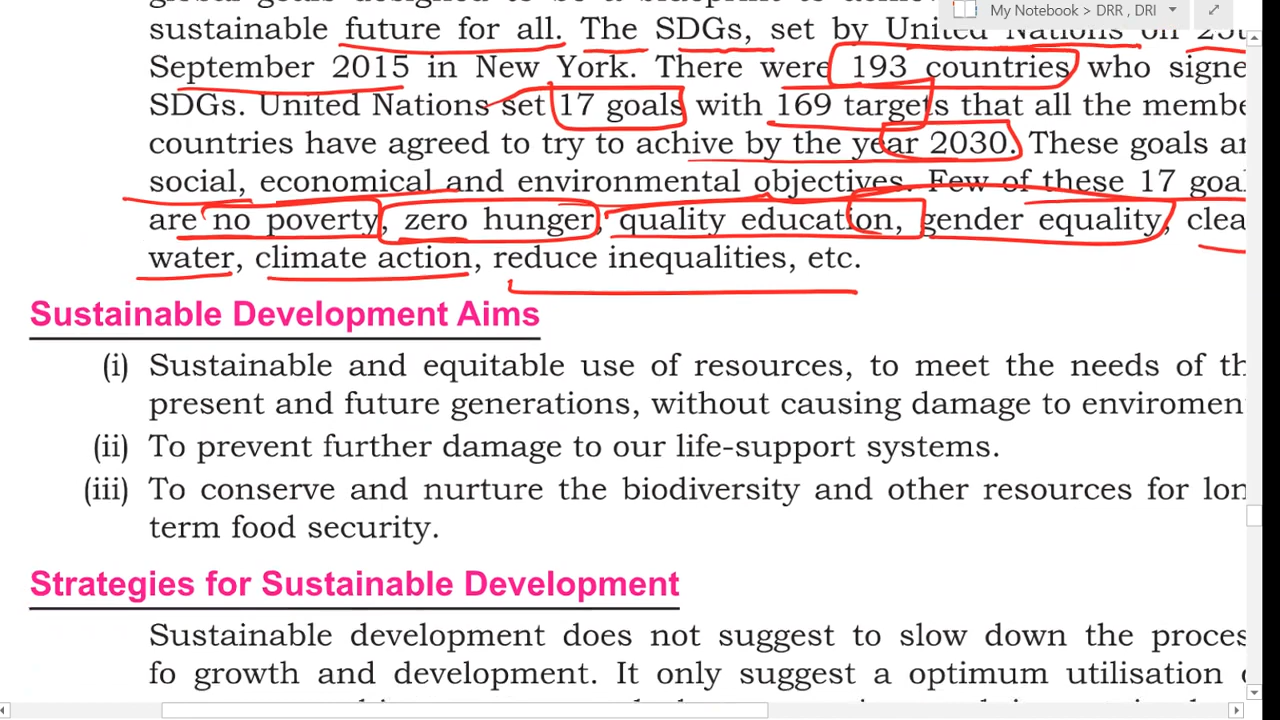 My Notebook > DRR , DRI
sustainable future for all. The SDGs, set by United Nations on 25th
September 2015 in New York. There were 193 countries who signe
SDGs. United Nations set 17 goals with 169 targets that all the membe
countries have agreed to try to achive by the year 2030. These goals ar
social, economical and environmental objectives. Few of these 17 goal
are no poverty, zero hunger, quality education, gender equality, clea
water, climate action, reduce inequalities, etc.
Sustainable Development Aims
(i) Sustainable and equitable use of resources, to meet the needs of th
present and future generations, without causing damage to enviromen
(ii) To prevent further damage to our life-support systems.
(iii) To conserve and nurture the biodiversity and other resources for lon
term food security.
Strategies for Sustainable Development
Sustainable development does not suggest to slow down the proces
fo growth and development. It only suggest a optimum utilisation